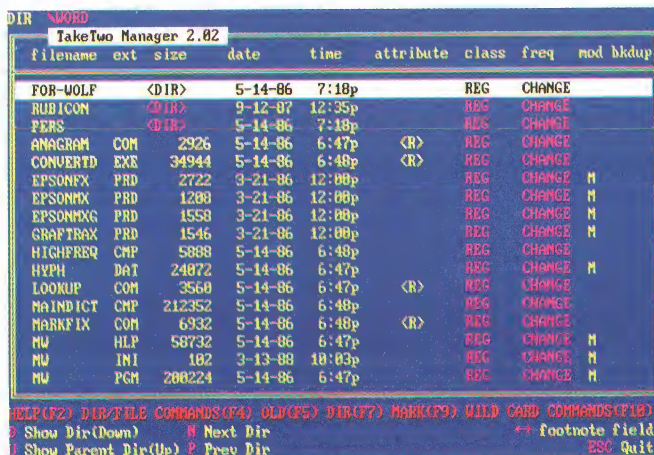 DIR \WORD
TakeTwo Manager 2.02
filename ext size date time attribute class freq mod bkdup
FOR-WOLF <DIR> 5-14-86 7:18p REG CHANGE
RUBICON <DIR> 9-12-87 12:35p REG CHANGE
PERS <DIR> 5-14-86 7:18p REG CHANGE
ANAGRAM COM 2926 5-14-86 6:47p <R> REG CHANGE
CONVERTD EXE 34944 5-14-86 6:48p <R> REG CHANGE
EPSONFX PRD 2722 3-21-86 12:00p REG CHANGE M
EPSONMX PRD 1208 3-21-86 12:00p REG CHANGE M
EPSONMXG PRD 1558 3-21-86 12:00p REG CHANGE M
GRAFTRAX PRD 1546 3-21-86 12:00p REG CHANGE M
HIGHFREQ CMP 5888 5-14-86 6:48p REG CHANGE
HYPH DAT 24072 5-14-86 6:47p REG CHANGE M
LOOKUP COM 3560 5-14-86 6:47p <R> REG CHANGE
MAINDICT CMP 212352 5-14-86 6:48p REG CHANGE
MARKFIX COM 6932 5-14-86 6:48p <R> REG CHANGE
MW HLP 58732 5-14-86 6:47p REG CHANGE M
MW INI 102 3-13-88 10:03p REG CHANGE M
MW PGM 200224 5-14-86 6:47p REG CHANGE M
HELP(F2) DIR/FILE COMMANDS(F4) OLD(F5) DIR(F7) MARK(F9) WILD CARD COMMANDS(F10)
D Show Dir(Down) N Next Dir ↔ footnote field
U Show Parent Dir(Up) P Prev Dir ESC Quit